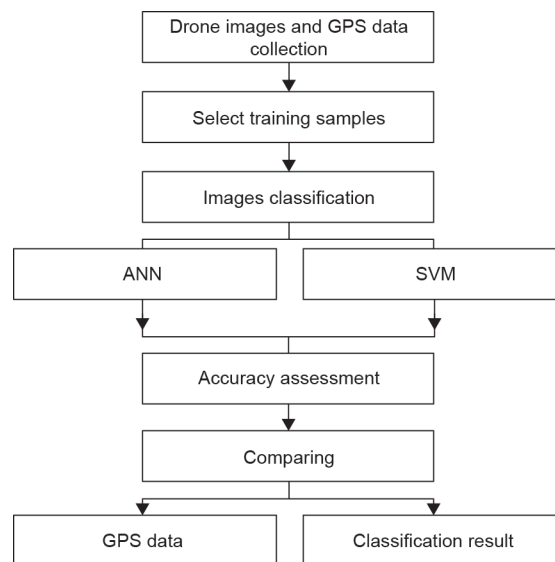 Drone images and GPS data
collection
Select training samples
Images classification
ANN
SVM
Accuracy assessment
Comparing
GPS data
Classification result